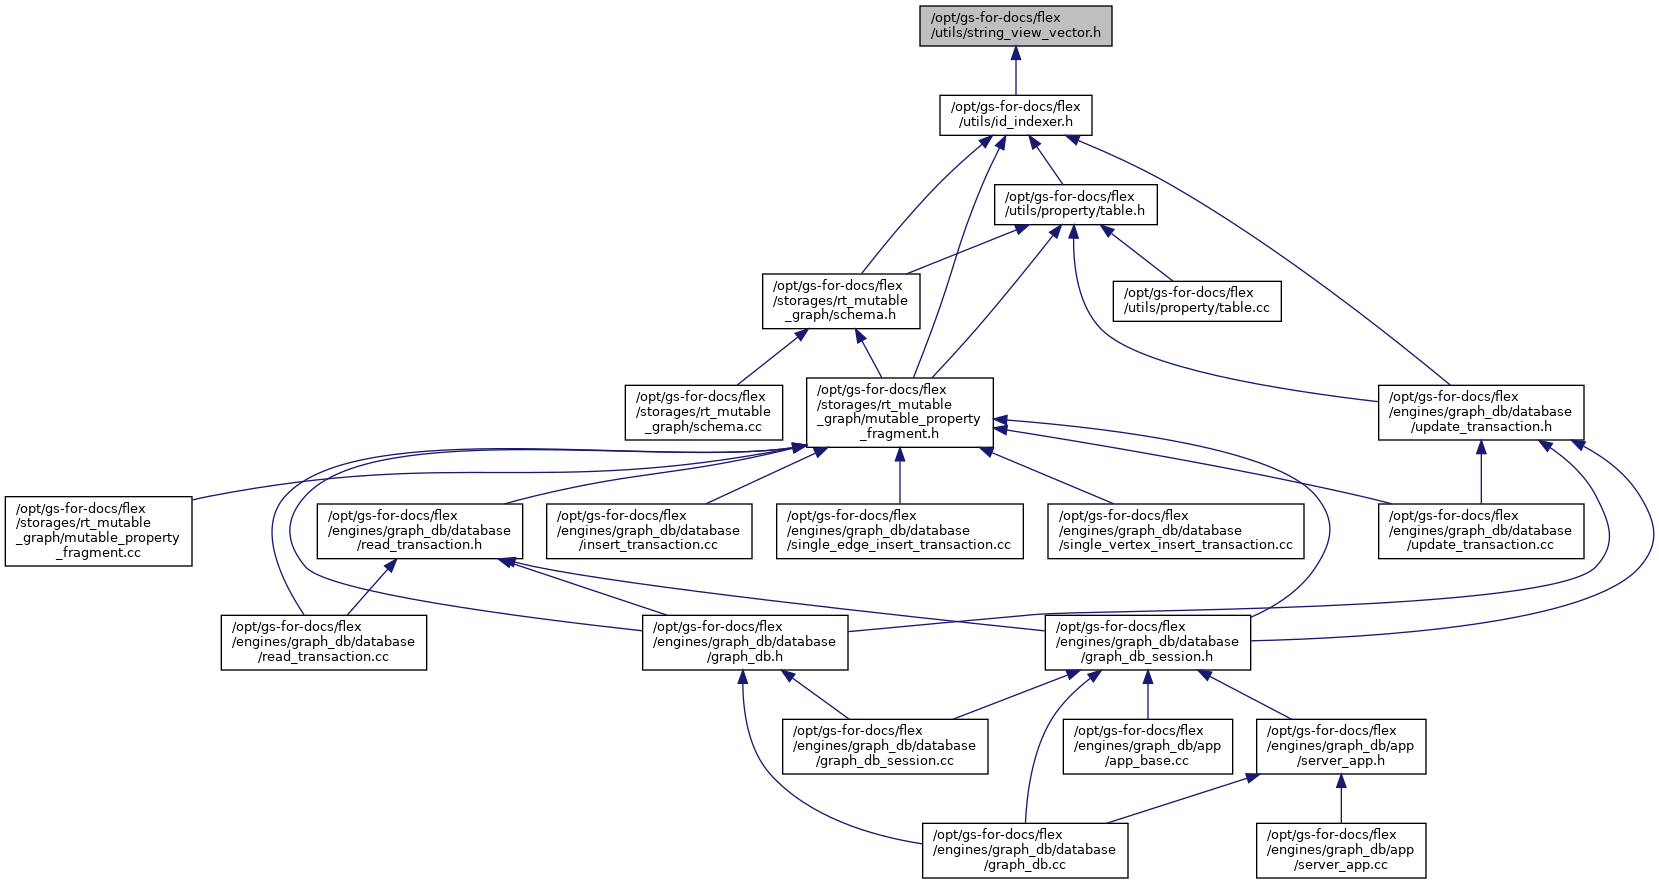 /opt/gs-for-docs/flex
/utils/string_view_vector.h
/opt/gs-for-docs/flex
/utils/id_indexer.h
/opt/gs-for-docs/flex
/utils/property/table.h
/opt/gs-for-docs/flex
/storages/rt_mutable
_graph/schema.h
/opt/gs-for-docs/flex
/utils/property/table.cc
/opt/gs-for-docs/flex
/storages/rt_mutable
_graph/schema.cc
/opt/gs-for-docs/flex
/storages/rt_mutable
_graph/mutable_property
_fragment.h
/opt/gs-for-docs/flex
/engines/graph_db/database
/update_transaction.h
/opt/gs-for-docs/flex
/storages/rt_mutable
_graph/mutable_property
_fragment.cc
/opt/gs-for-docs/flex
/engines/graph_db/database
/read_transaction.h
/opt/gs-for-docs/flex
/engines/graph_db/database
/insert_transaction.cc
/opt/gs-for-docs/flex
/engines/graph_db/database
/single_edge_insert_transaction.cc
/opt/gs-for-docs/flex
/engines/graph_db/database
/single_vertex_insert_transaction.cc
/opt/gs-for-docs/flex
/engines/graph_db/database
/update_transaction.cc
/opt/gs-for-docs/flex
/engines/graph_db/database
/read_transaction.cc
/opt/gs-for-docs/flex
/engines/graph_db/database
/graph_db.h
/opt/gs-for-docs/flex
/engines/graph_db/database
/graph_db_session.h
/opt/gs-for-docs/flex
/engines/graph_db/database
/graph_db_session.cc
/opt/gs-for-docs/flex
/engines/graph_db/app
/app_base.cc
/opt/gs-for-docs/flex
/engines/graph_db/app
/server_app.h
/opt/gs-for-docs/flex
/engines/graph_db/database
/graph_db.cc
/opt/gs-for-docs/flex
/engines/graph_db/app
/server_app.cc